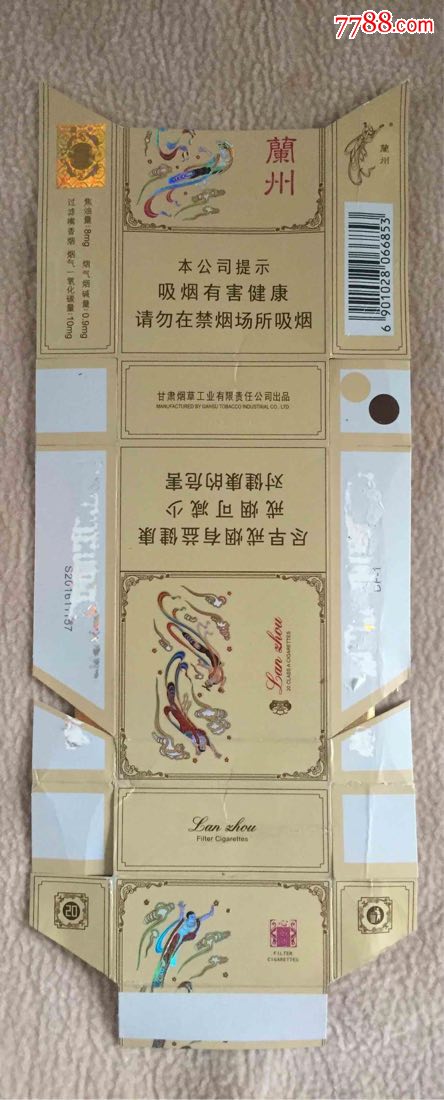 7788.com
蘭州
蘭州
焦油量:8mg 烟气烟碱量:0.9mg
过滤嘴香烟 烟气一氧化碳量:10mg
本公司提示
吸烟有害健康
请勿在禁烟场所吸烟
6 901028 066853
甘肃烟草工业有限责任公司出品
MANUFACTURED BY GANSU TOBACCO INDUSTRIAL CO., LTD.
尽早戒烟有益健康
戒烟可减少
对健康的危害
Lan zhou
20 CLASS A CIGARETTES
Lan zhou
Filter Cigarettes
20
FILTER
CIGARETTES